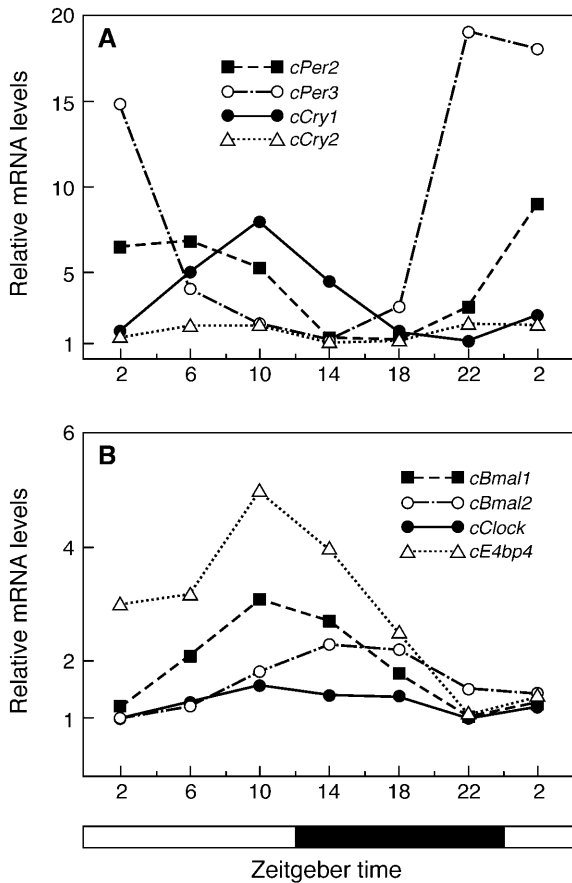 A
Relative mRNA levels
20
15
10
5
1
cPer2
cPer3
cCry1
cCry2
2 6 10 14 18 22 2
B
Relative mRNA levels
6
4
2
1
cBmal1
cBmal2
cClock
cE4bp4
2 6 10 14 18 22 2
Zeitgeber time